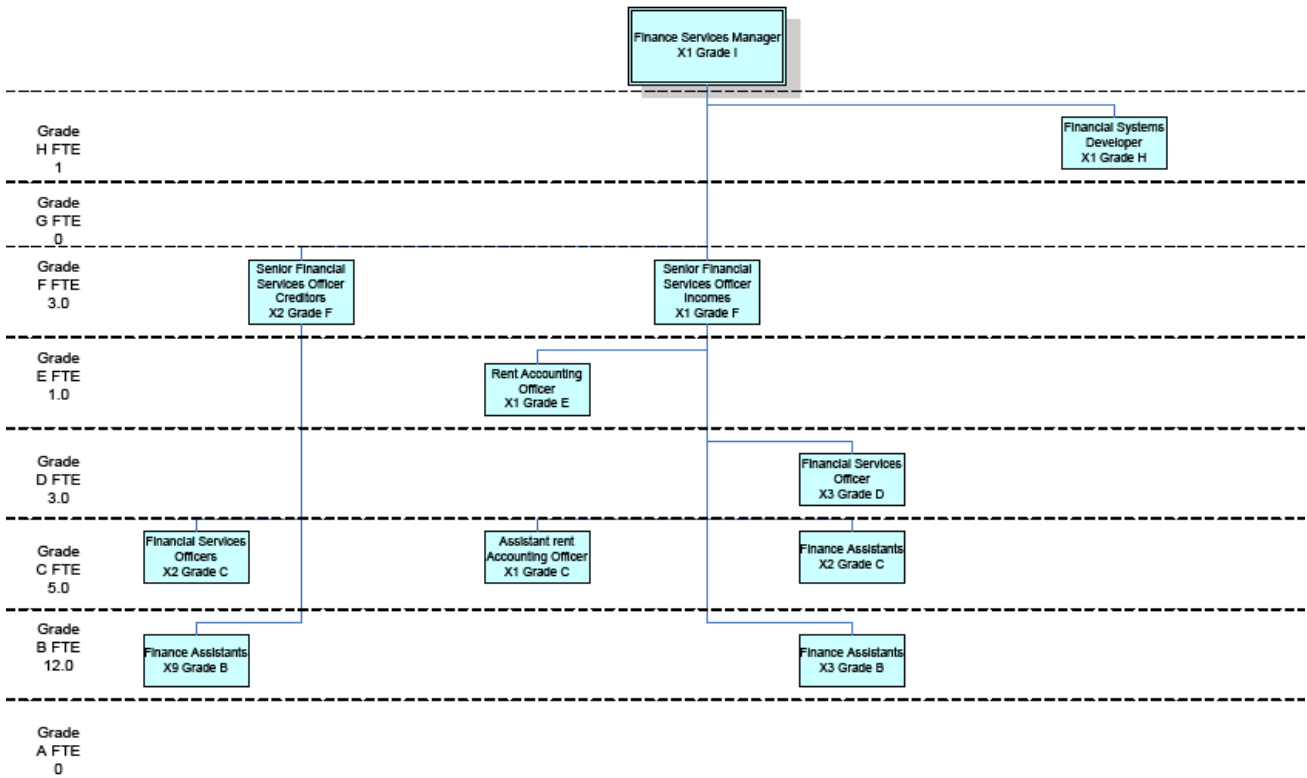 Finance Services Manager
X1 Grade I
Grade
H FTE
1
Financial Systems
Developer
X1 Grade H
Grade
G FTE
0
Grade
F FTE
3.0
Senior Financial
Services Officer
Creditors
X2 Grade F
Senior Financial
Services Officer
Incomes
X1 Grade F
Grade
E FTE
1.0
Rent Accounting
Officer
X1 Grade E
Grade
D FTE
3.0
Financial Services
Officer
X3 Grade D
Grade
C FTE
5.0
Financial Services
Officers
X2 Grade C
Assistant rent
Accounting Officer
X1 Grade C
Finance Assistants
X2 Grade C
Grade
B FTE
12.0
Finance Assistants
X9 Grade B
Finance Assistants
X3 Grade B
Grade
A FTE
0